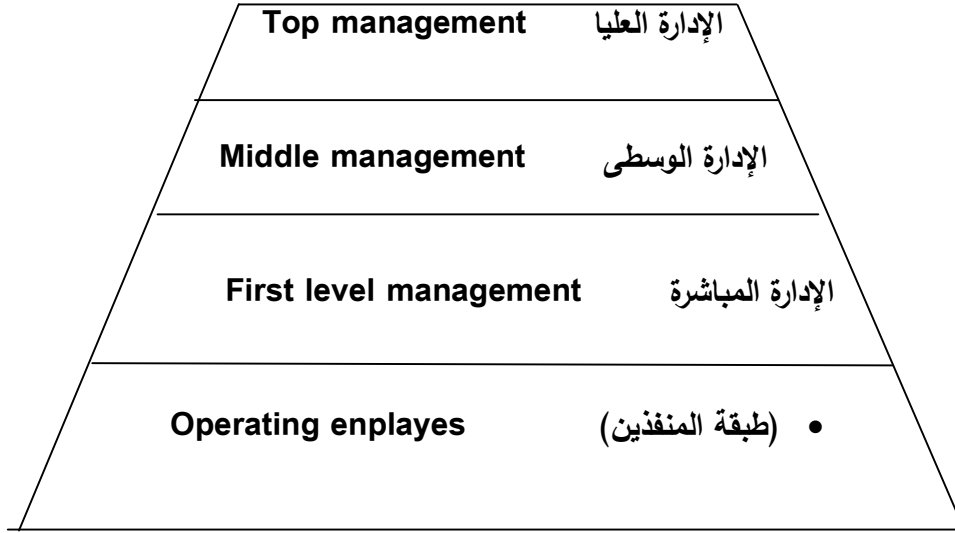 Top management الإدارة العليا
Middle management الإدارة الوسطى
First level management الإدارة المباشرة
Operating enplayes (طبقة المنفذين) •